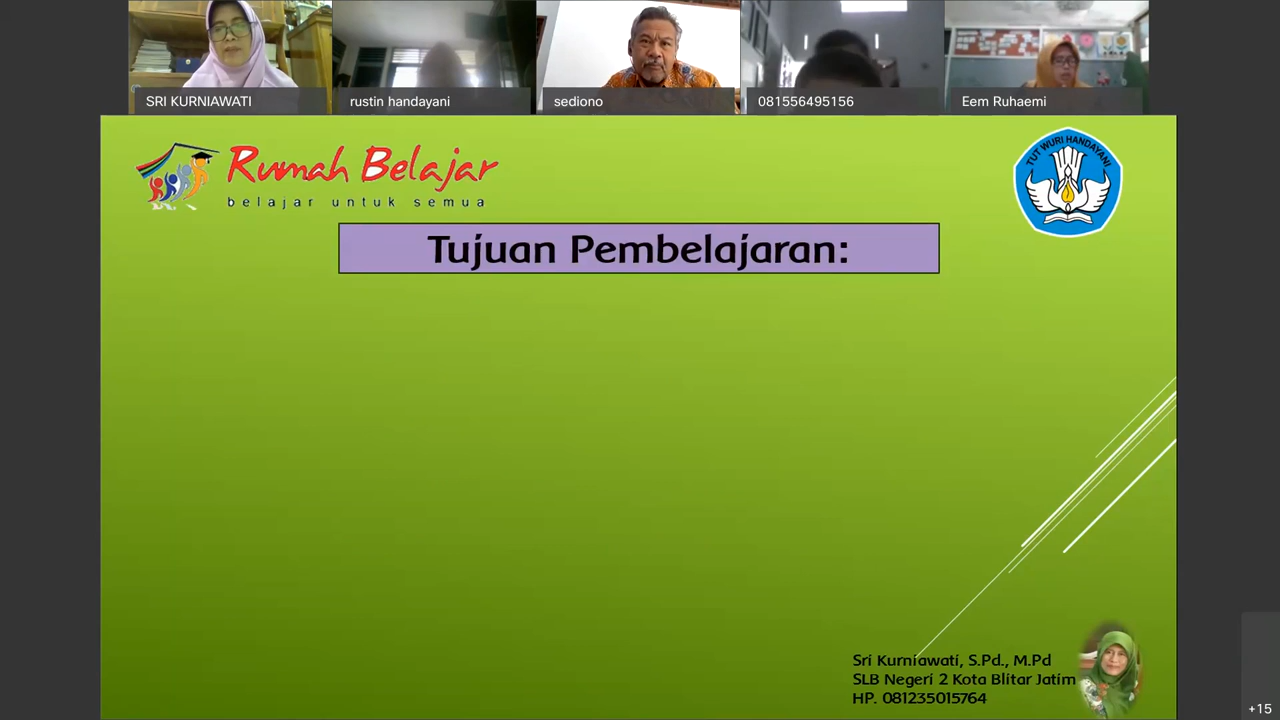 SRI KURNIAWATI
rustin handayani
sediono
081556495156
Eem Ruhaemi
Rumah Belajar
belajar untuk semua
TUT WURI HANDAYANI
Tujuan Pembelajaran:
Sri Kurniawati, S.Pd., M.Pd
SLB Negeri 2 Kota Blitar Jatim
HP. 081235015764
+15